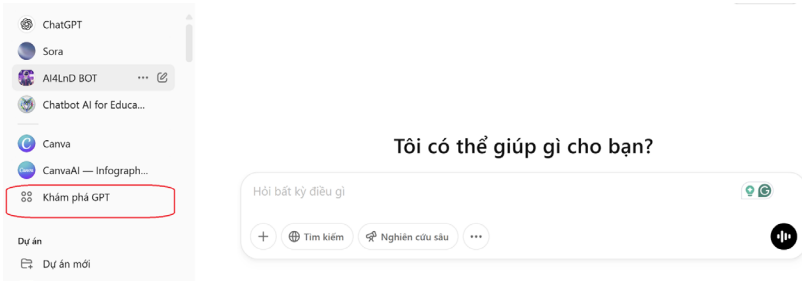 ChatGPT
Sora
AI4LnD BOT
Chatbot AI for Educa...
Canva
CanvaAI — Infograph...
Khám phá GPT
Dự án
Dự án mới
Tôi có thể giúp gì cho bạn?
Hỏi bất kỳ điều gì
Tìm kiếm
Nghiên cứu sâu